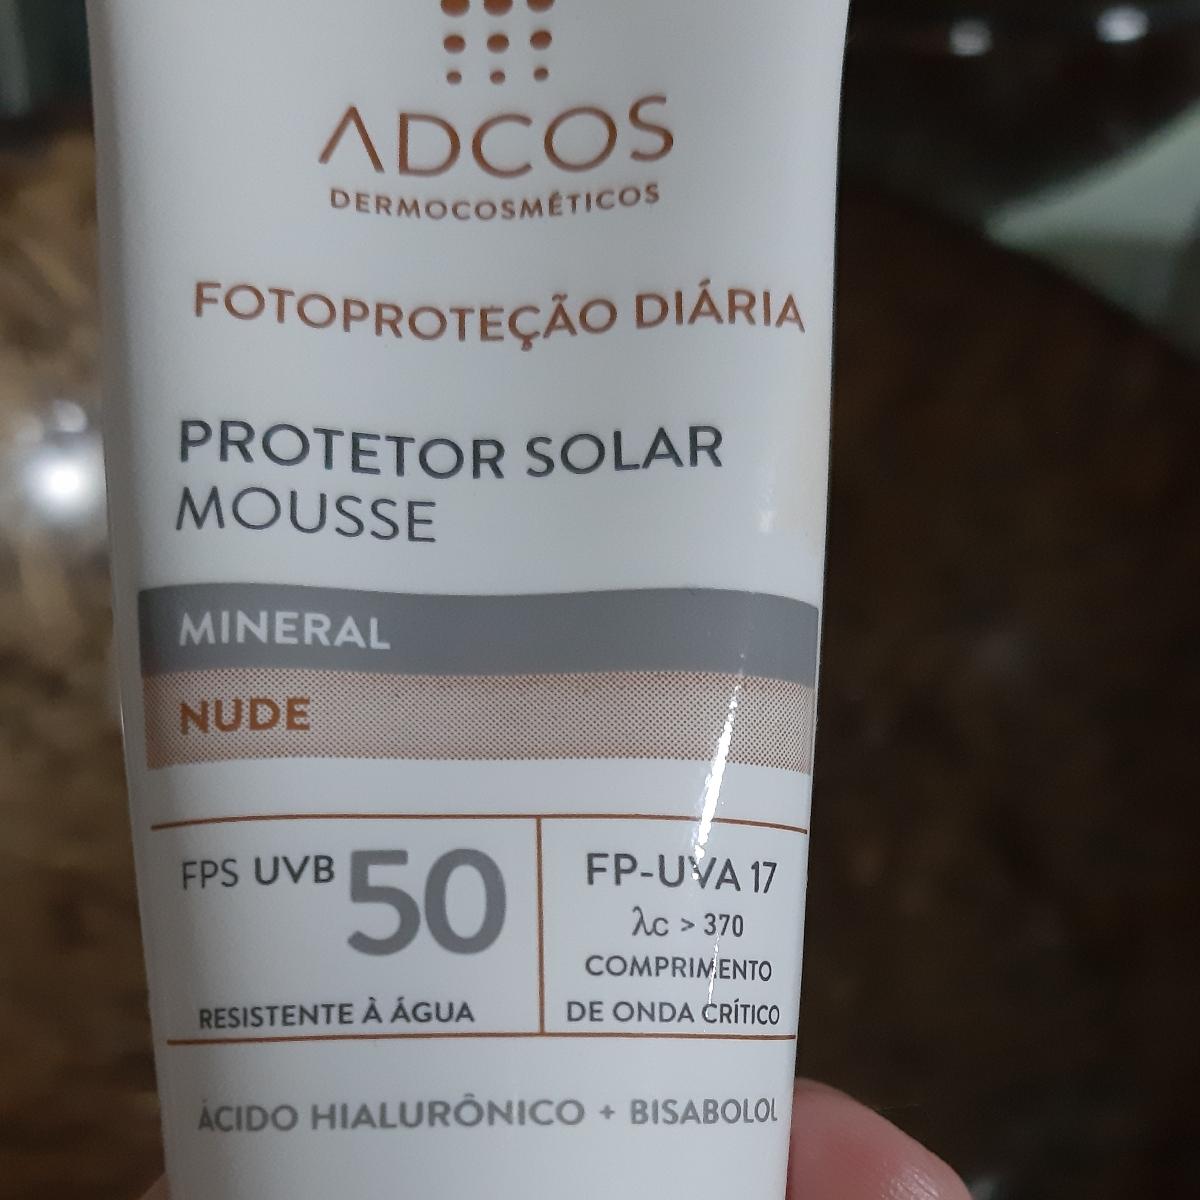 ADCOS
DERMOCOSMÉTICOS
FOTOPROTEÇÃO DIÁRIA
PROTETOR SOLAR
MOUSSE
MINERAL
NUDE
FPS UVB 50
RESISTENTE À ÁGUA
FP-UVA 17
λc > 370
COMPRIMENTO
DE ONDA CRÍTICO
ÁCIDO HIALURÔNICO + BISABOLOL